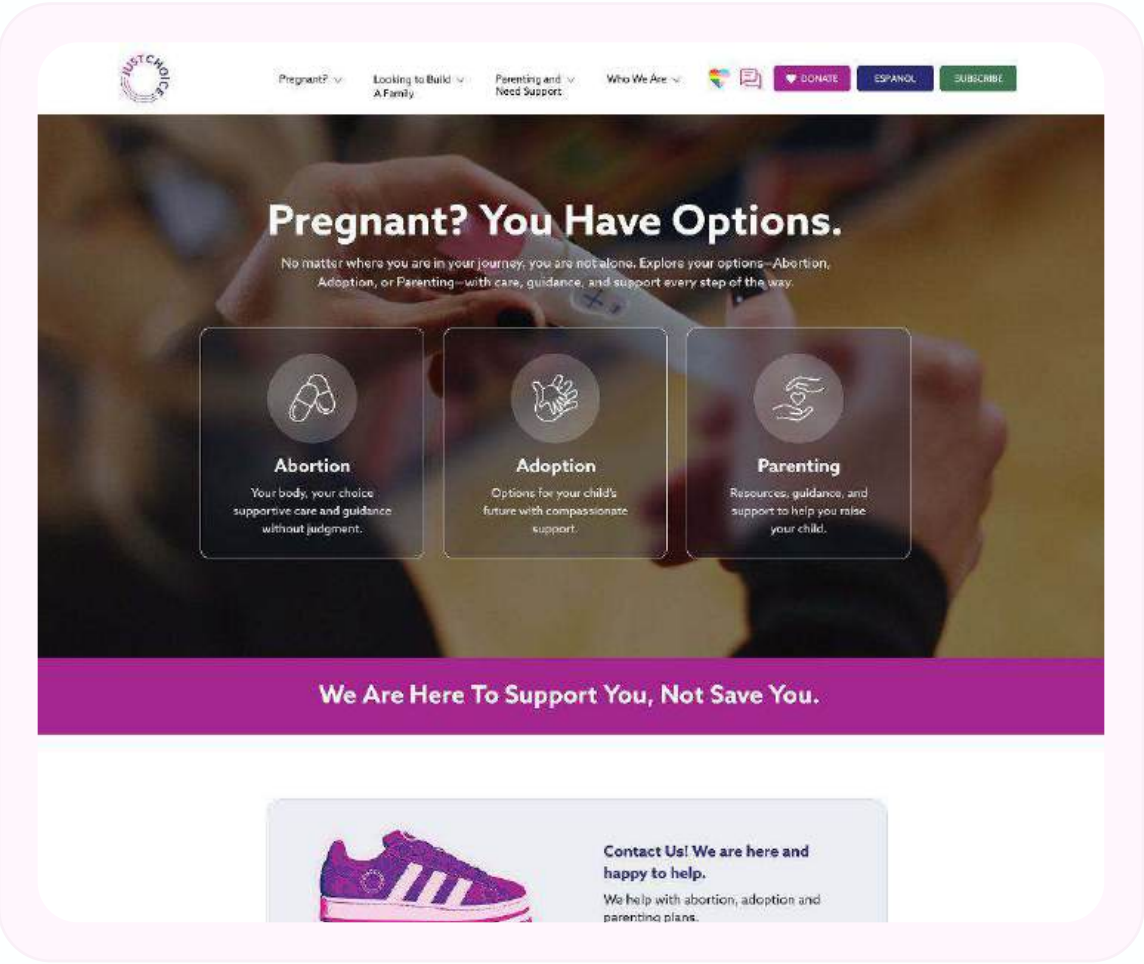 JUSTCHOICE
Pregnant?
Looking to Build
A Family
Parenting and
Need Support
Who We Are
DONATE
ESPANOL
SUBSCRIBE
Pregnant? You Have Options.
No matter where you are in your journey, you are not alone. Explore your options—Abortion,
Adoption, or Parenting—with care, guidance, and support every step of the way.
Abortion
Your body, your choice
supportive care and guidance
without judgment.
Adoption
Options for your child's
future with compassionate
support.
Parenting
Resources, guidance, and
support to help you raise
your child.
We Are Here To Support You, Not Save You.
Contact Us! We are here and
happy to help.
We help with abortion, adoption and
parenting plans.